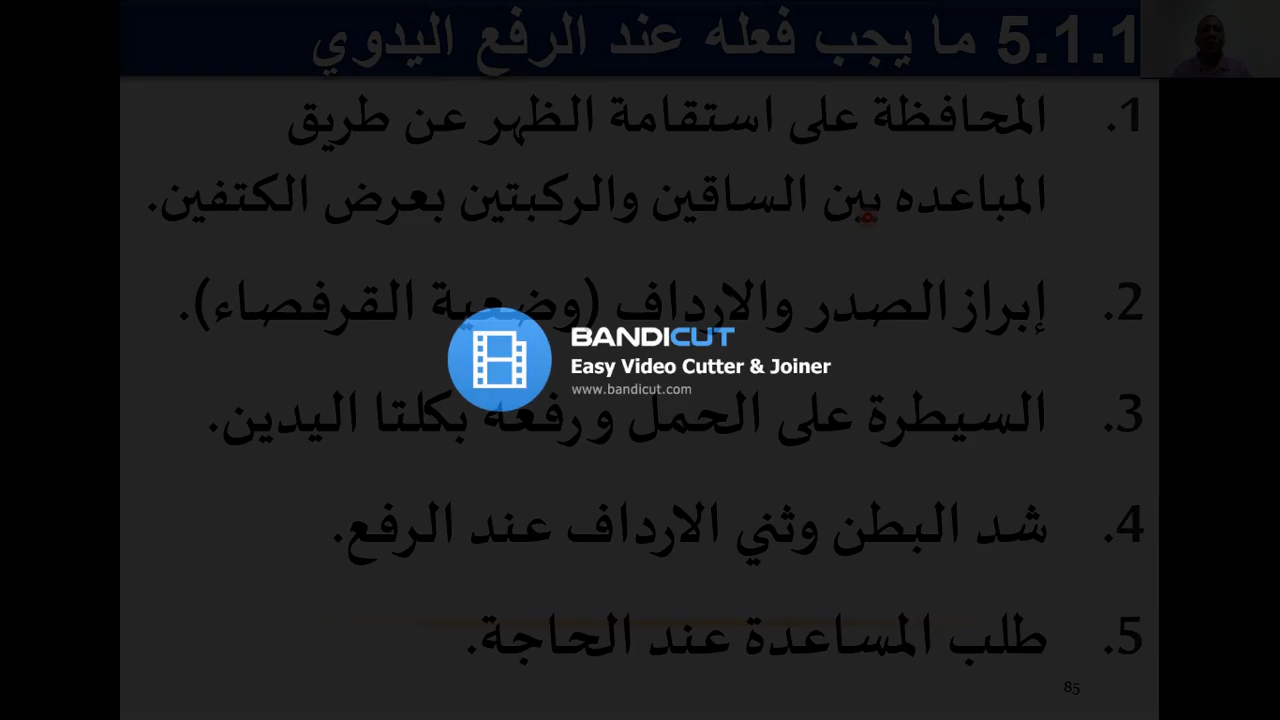 5.1.1 ما يجب فعله عند الرفع اليدوي
1. المحافظة على استقامة الظهر عن طريق
المباعده بين الساقين والركبتين بعرض الكتفين.
2. إبراز الصدر والارداف (وضعية القرفصاء).
BANDICUT
Easy Video Cutter & Joiner
www.bandicut.com
3. السيطرة على الحمل ورفعه بكلتا اليدين.
4. شد البطن وثني الارداف عند الرفع.
5. طلب المساعدة عند الحاجة.
85